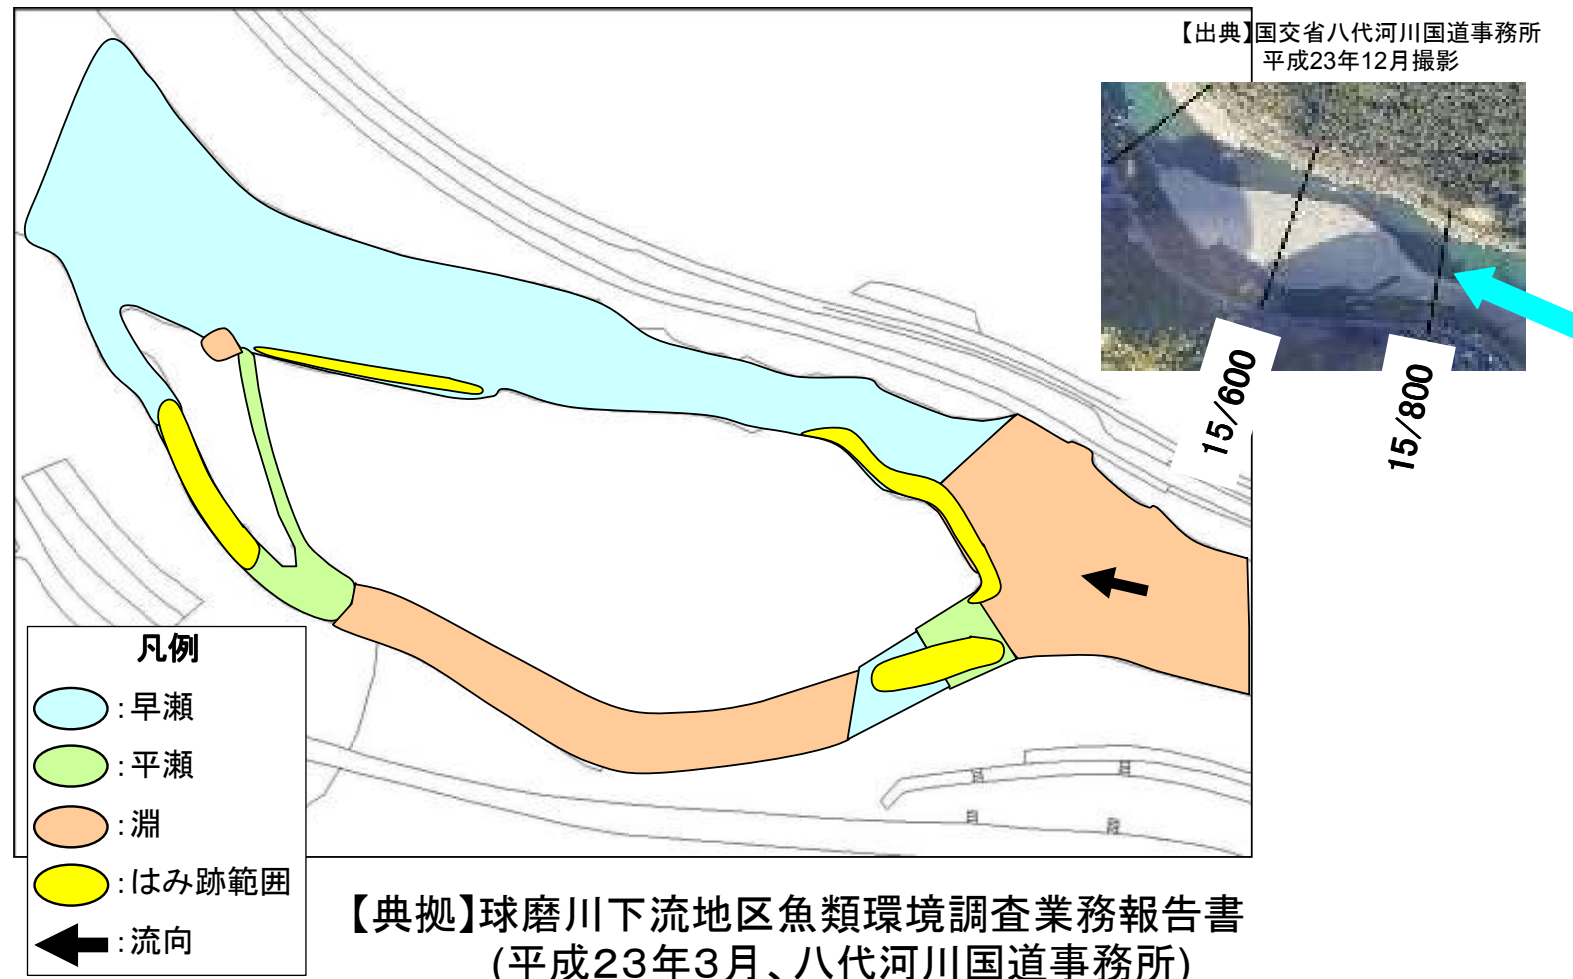 【出典】国交省八代河川国道事務所
平成23年12月撮影
15/600
15/800
凡例
：早瀬
：平瀬
：淵
：はみ跡範囲
：流向
【典拠】球磨川下流地区魚類環境調査業務報告書
(平成２３年３月、八代河川国道事務所)